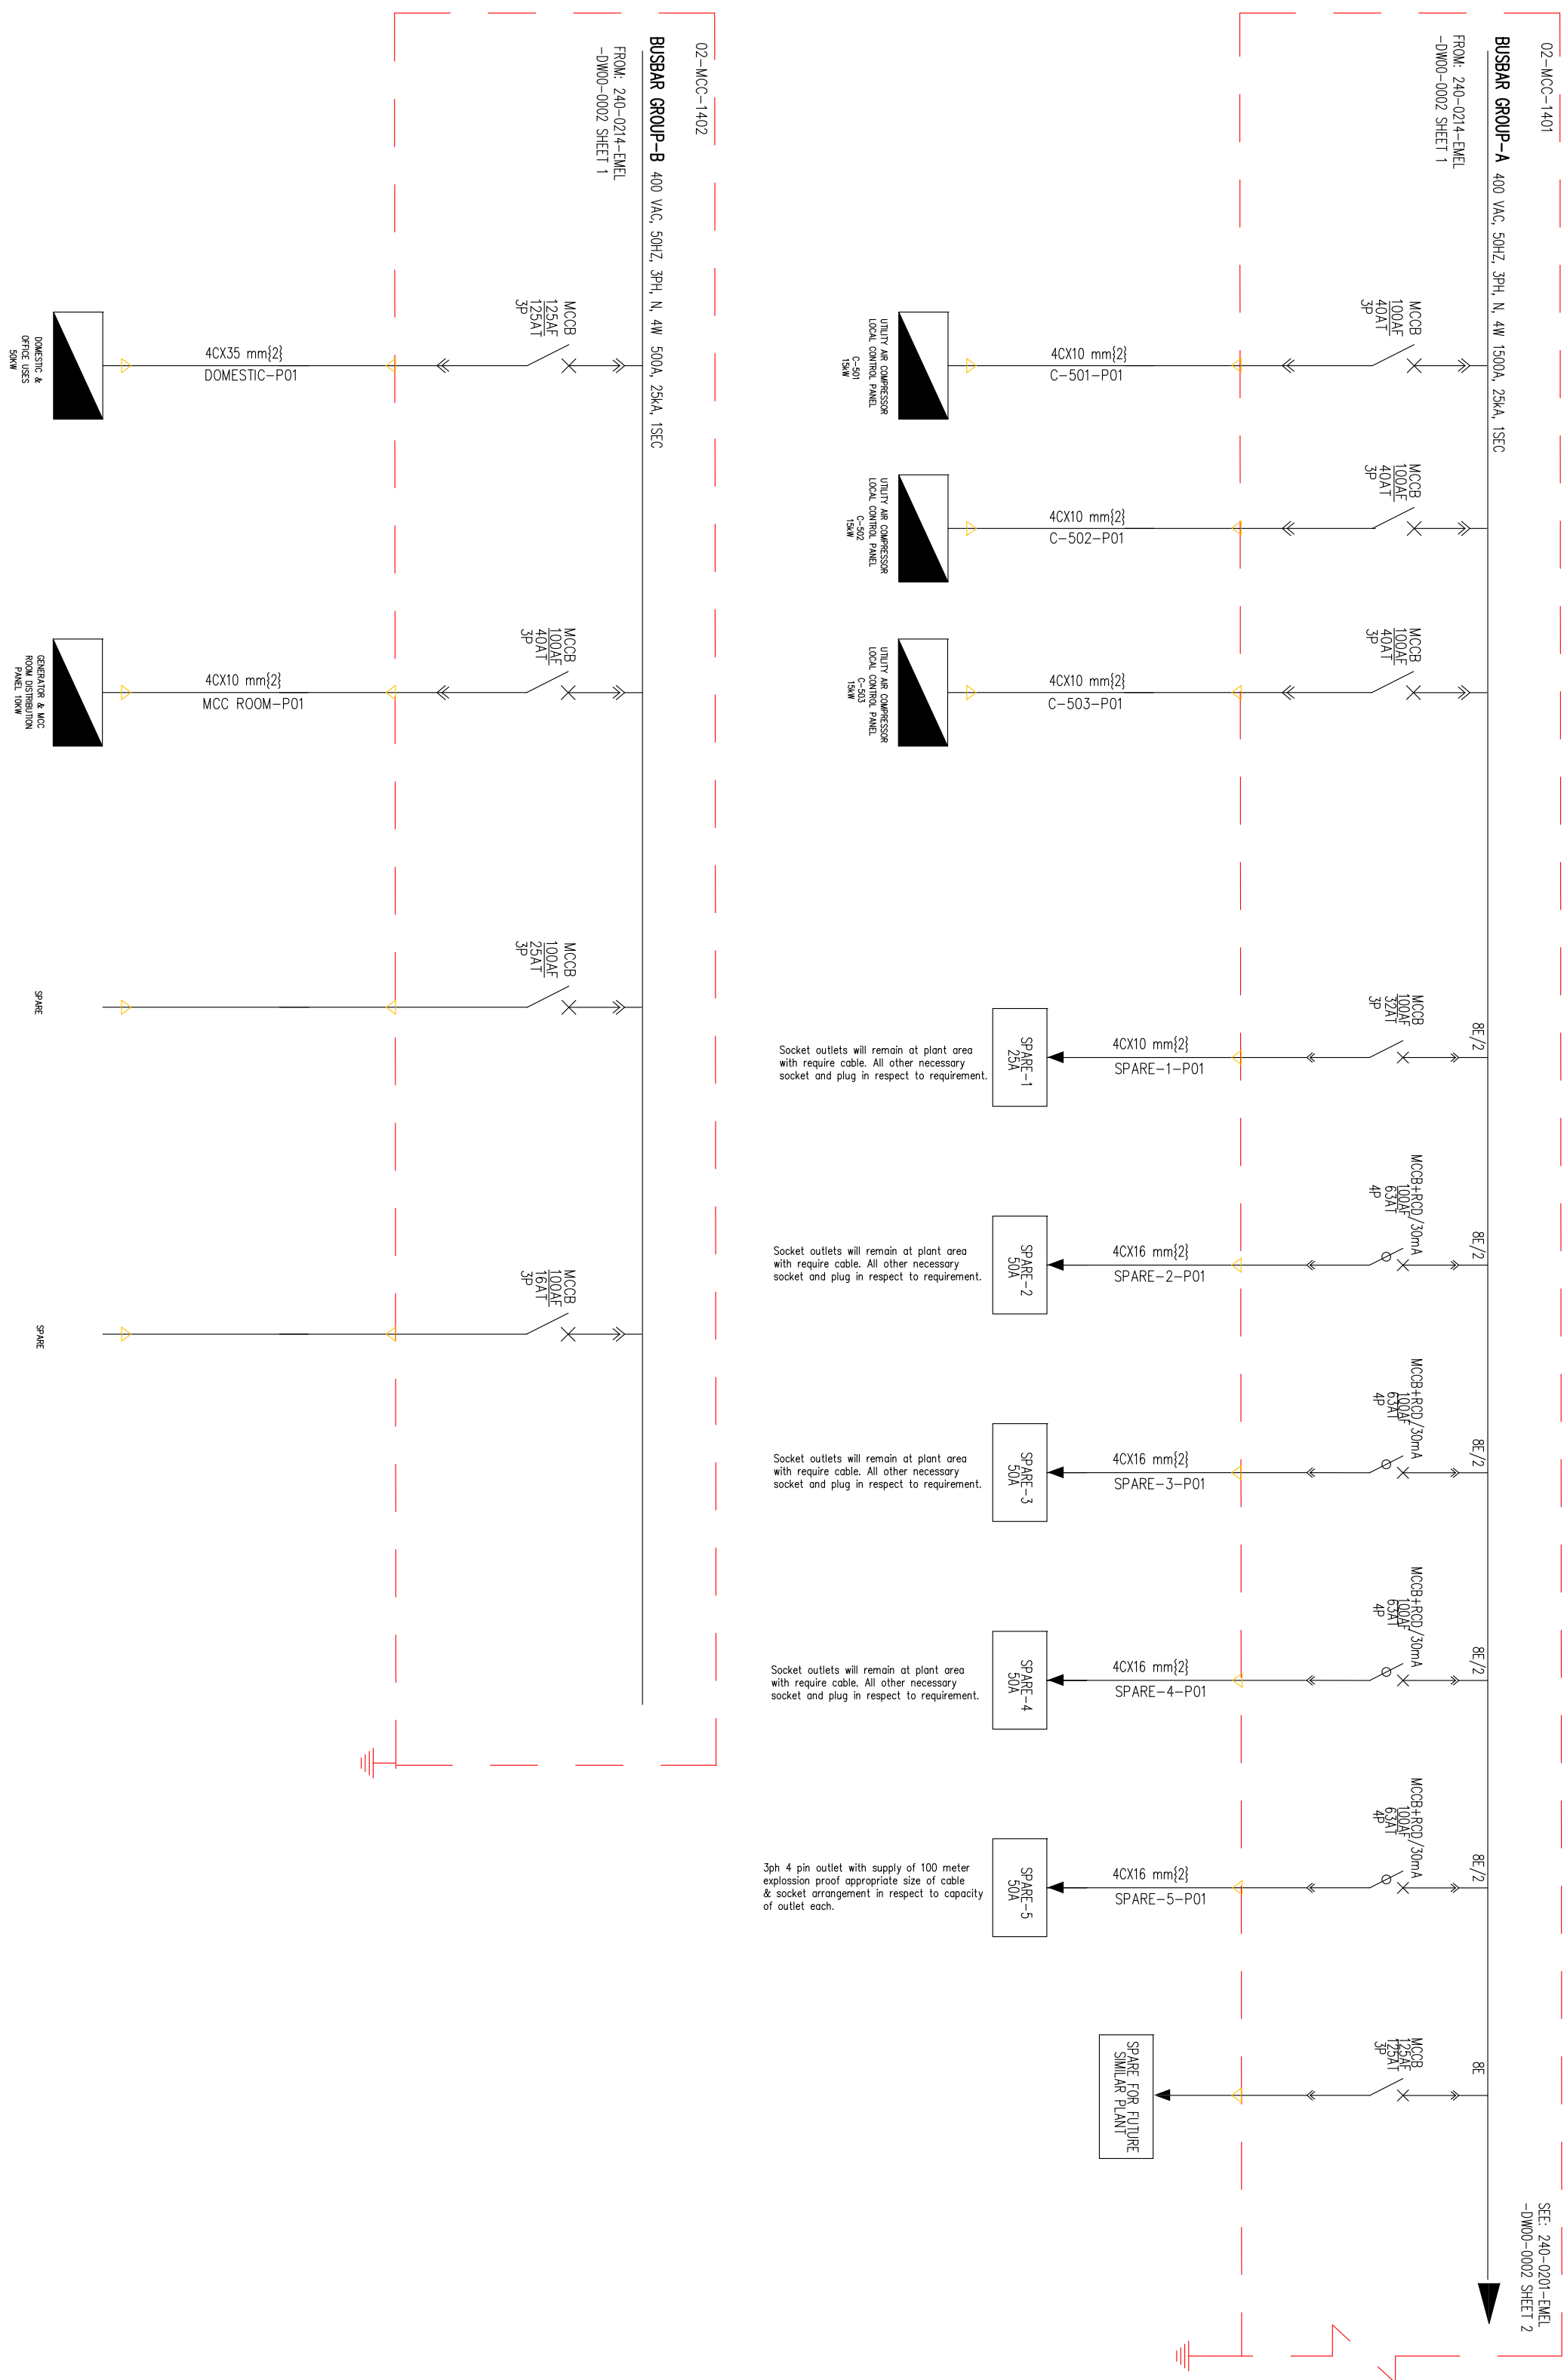 02-MCC-1401
BUSBAR GROUP-A 400 VAC, 50HZ, 3PH, N, 4W 1500A, 25kA, 1SEC
FROM: 240-0214-EMEL
-DW00-0002 SHEET 1
MCCB
100AF
40AT
3P
4CX10 mm{2}
C-501-P01
UTILITY AIR COMPRESSOR
LOCAL CONTROL PANEL
C-501
15kW
MCCB
100AF
40AT
3P
4CX10 mm{2}
C-502-P01
UTILITY AIR COMPRESSOR
LOCAL CONTROL PANEL
C-502
15kW
MCCB
100AF
40AT
3P
4CX10 mm{2}
C-503-P01
UTILITY AIR COMPRESSOR
LOCAL CONTROL PANEL
C-503
15kW
8E/2
MCCB
100AF
32AT
3P
4CX10 mm{2}
SPARE-1-P01
SPARE-1
25A
Socket outlets will remain at plant area
with require cable. All other necessary
socket and plug in respect to requirement.
8E/2
MCCB+RCD/30mA
100AF
63AT
4P
4CX16 mm{2}
SPARE-2-P01
SPARE-2
50A
Socket outlets will remain at plant area
with require cable. All other necessary
socket and plug in respect to requirement.
8E/2
MCCB+RCD/30mA
100AF
63AT
4P
4CX16 mm{2}
SPARE-3-P01
SPARE-3
50A
Socket outlets will remain at plant area
with require cable. All other necessary
socket and plug in respect to requirement.
8E/2
MCCB+RCD/30mA
100AF
63AT
4P
4CX16 mm{2}
SPARE-4-P01
SPARE-4
50A
Socket outlets will remain at plant area
with require cable. All other necessary
socket and plug in respect to requirement.
8E/2
MCCB+RCD/30mA
100AF
63AT
4P
4CX16 mm{2}
SPARE-5-P01
SPARE-5
50A
3ph 4 pin outlet with supply of 100 meter
explossion proof appropriate size of cable
& socket arrangement in respect to capacity
of outlet each.
8E
MCCB
125AF
125AT
3P
SPARE FOR FUTURE
SIMILAR PLANT
SEE: 240-0201-EMEL
-DW00-0002 SHEET 2
02-MCC-1402
BUSBAR GROUP-B 400 VAC, 50HZ, 3PH, N, 4W 500A, 25kA, 1SEC
FROM: 240-0214-EMEL
-DW00-0002 SHEET 1
MCCB
125AF
125AT
3P
4CX35 mm{2}
DOMESTIC-P01
DOMESTIC &
OFFICE USES
50KW
MCCB
100AF
40AT
3P
4CX10 mm{2}
MCC ROOM-P01
GENERATOR & MCC
ROOM DISTRIBUTION
PANEL 10KW
MCCB
100AF
25AT
3P
SPARE
MCCB
100AF
16AT
3P
SPARE